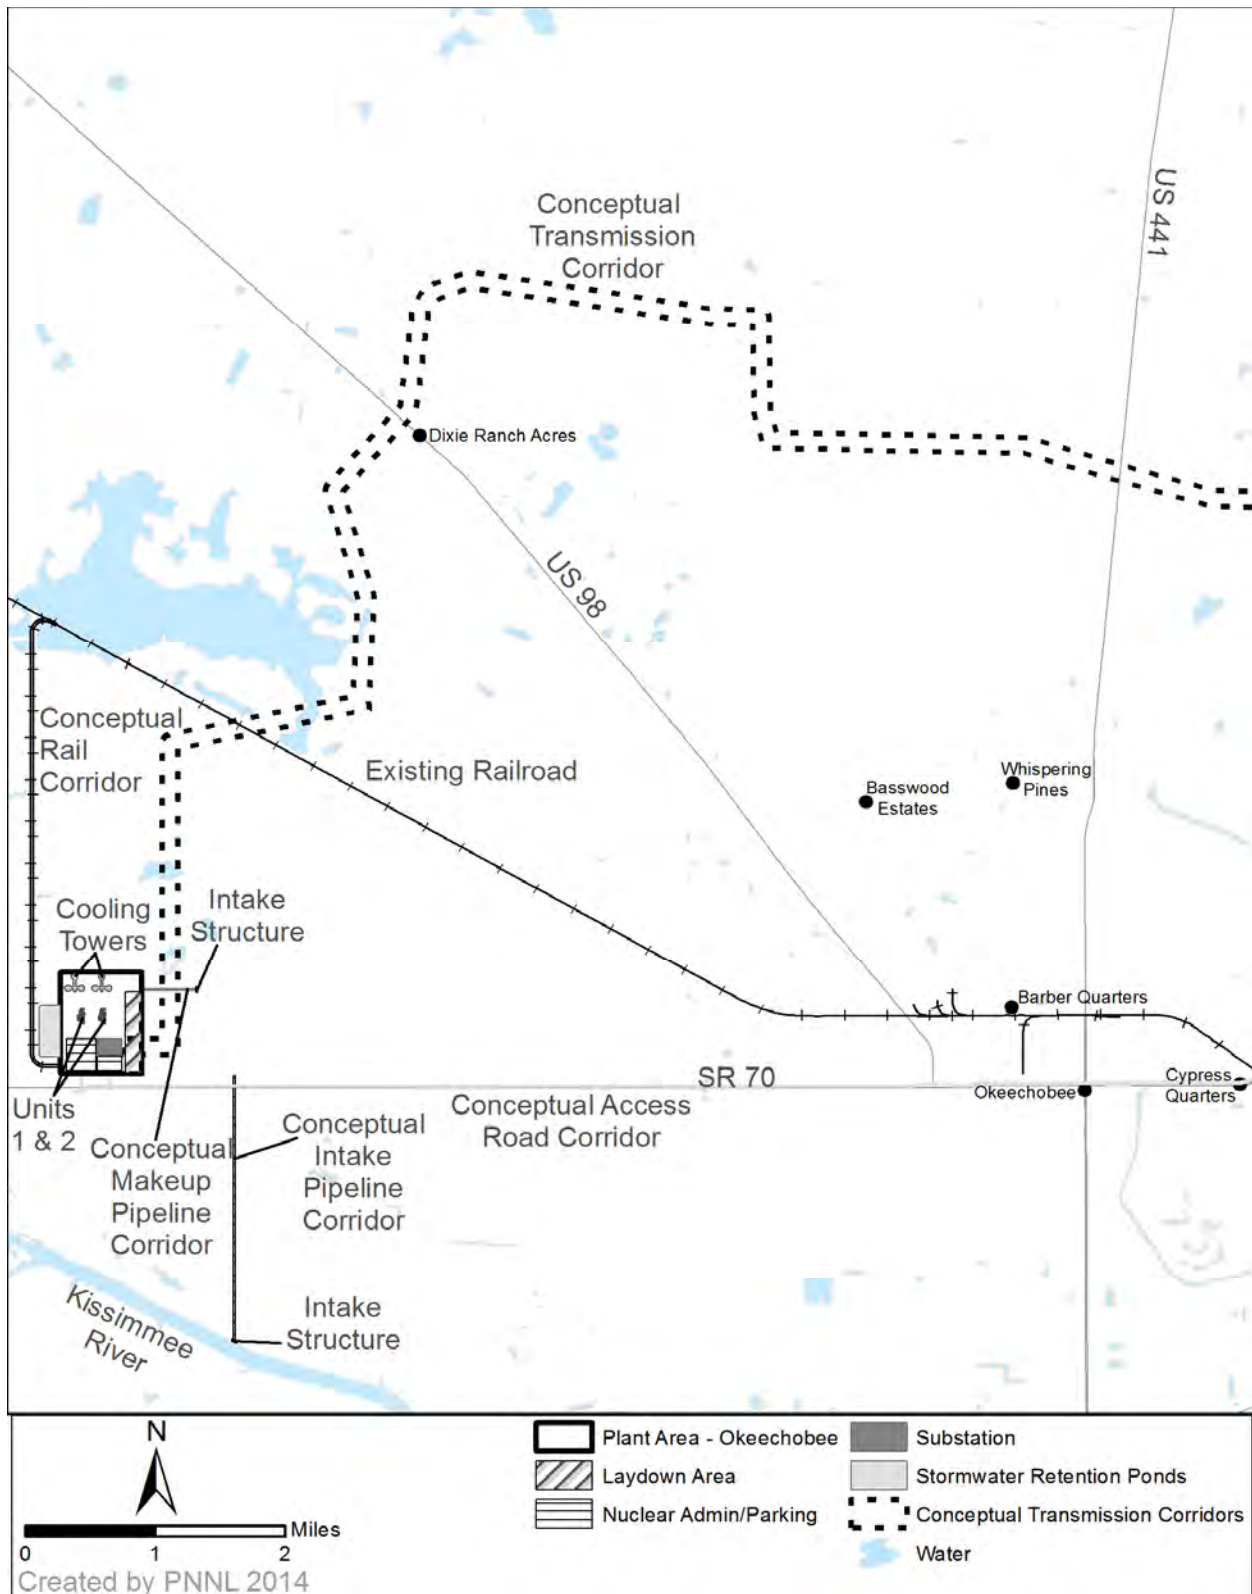 Conceptual
Transmission
Corridor
US 441
Dixie Ranch Acres
US 98
Conceptual
Rail
Corridor
Existing Railroad
Whispering
Pines
Basswood
Estates
Cooling
Towers
Intake
Structure
Barber Quarters
SR 70
Cypress
Quarters
Okeechobee
Units
1 & 2
Conceptual Access
Road Corridor
Conceptual
Makeup
Pipeline
Corridor
Conceptual
Intake
Pipeline
Corridor
Kissimmee
River
Intake
Structure
N
Miles
0 1 2
Created by PNNL 2014
Plant Area - Okeechobee
Laydown Area
Nuclear Admin/Parking
Substation
Stormwater Retention Ponds
Conceptual Transmission Corridors
Water